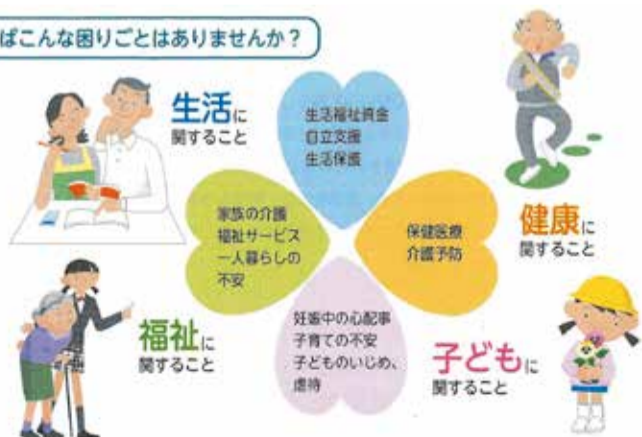 ばこんな困りごとはありませんか？
生活に
関すること
生活福祉資金
自立支援
生活保護
健康に
関すること
保健医療
介護予防
家族の介護
福祉サービス
一人暮らしの
不安
福祉に
関すること
妊娠中の心配事
子育ての不安
子どものいじめ、
虐待
子どもに
関すること